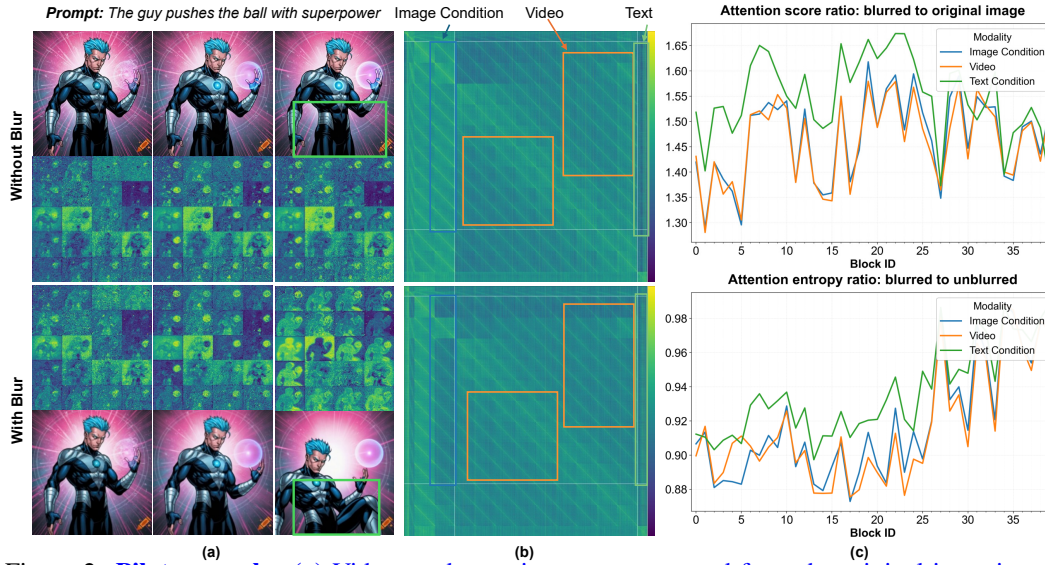 Prompt: The guy pushes the ball with superpower
Image Condition
Video
Text
Without Blur
With Blur
(a)
(b)
Attention score ratio: blurred to original image
Modality
Image Condition
Video
Text Condition
1.65
1.60
1.55
1.50
1.45
1.40
1.35
1.30
0 5 10 15 20 25 30 35
Block ID
Attention entropy ratio: blurred to unblurred
Modality
Image Condition
Video
Text Condition
0.98
0.96
0.94
0.92
0.90
0.88
0 5 10 15 20 25 30 35
Block ID
(c)